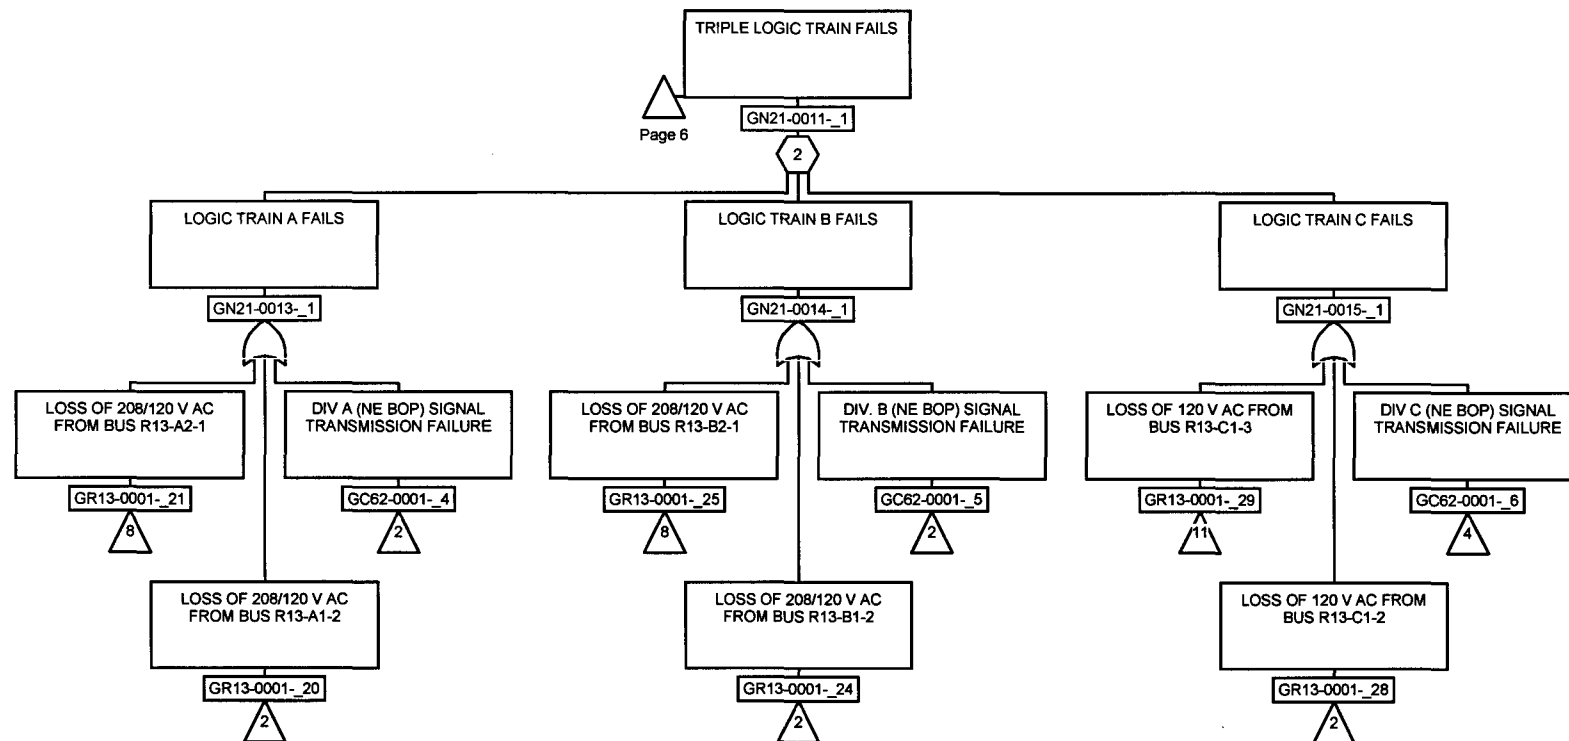 TRIPLE LOGIC TRAIN FAILS
Page 6
GN21-0011-_1
2
LOGIC TRAIN A FAILS
GN21-0013-_1
LOGIC TRAIN B FAILS
GN21-0014-_1
LOGIC TRAIN C FAILS
GN21-0015-_1
LOSS OF 208/120 V AC
FROM BUS R13-A2-1
GR13-0001-_21
8
DIV A (NE BOP) SIGNAL
TRANSMISSION FAILURE
GC62-0001-_4
2
LOSS OF 208/120 V AC
FROM BUS R13-B2-1
GR13-0001-_25
8
DIV. B (NE BOP) SIGNAL
TRANSMISSION FAILURE
GC62-0001-_5
2
LOSS OF 120 V AC FROM
BUS R13-C1-3
GR13-0001-_29
11
DIV C (NE BOP) SIGNAL
TRANSMISSION FAILURE
GC62-0001-_6
4
LOSS OF 208/120 V AC
FROM BUS R13-A1-2
GR13-0001-_20
2
LOSS OF 208/120 V AC
FROM BUS R13-B1-2
GR13-0001-_24
2
LOSS OF 120 V AC FROM
BUS R13-C1-2
GR13-0001-_28
2